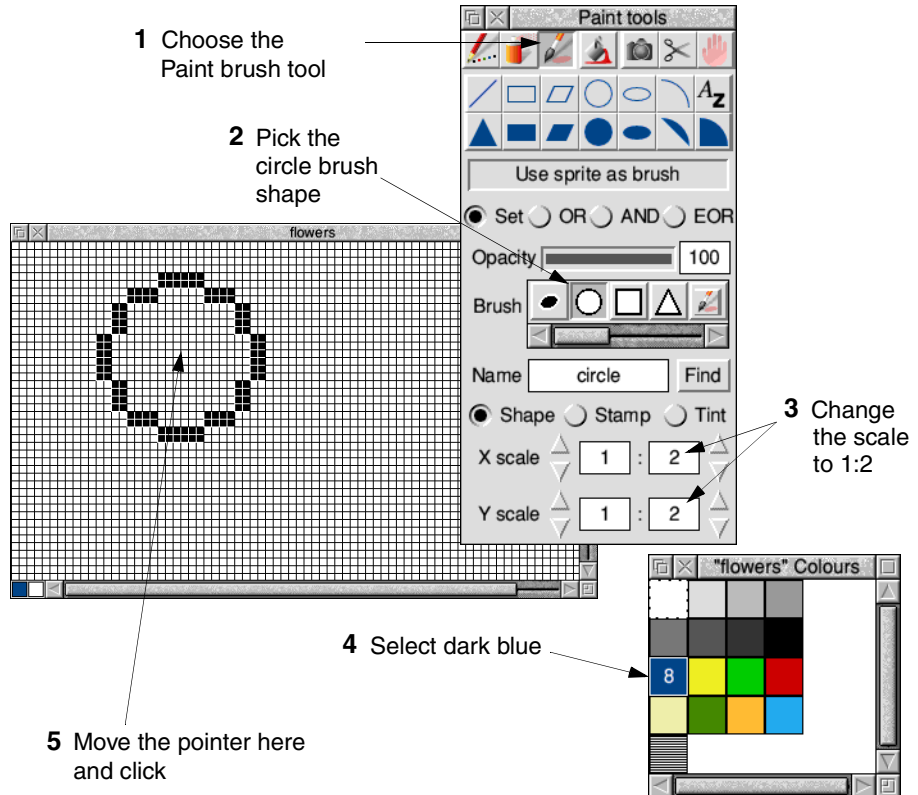 Paint tools
1 Choose the
Paint brush tool
Az
2 Pick the
circle brush
shape
Use sprite as brush
Set OR AND EOR
flowers
Opacity 100
Brush
Name circle Find
Shape Stamp Tint
3 Change
the scale
to 1:2
X scale 1 : 2
Y scale 1 : 2
"flowers" Colours
4 Select dark blue
8
5 Move the pointer here
and click